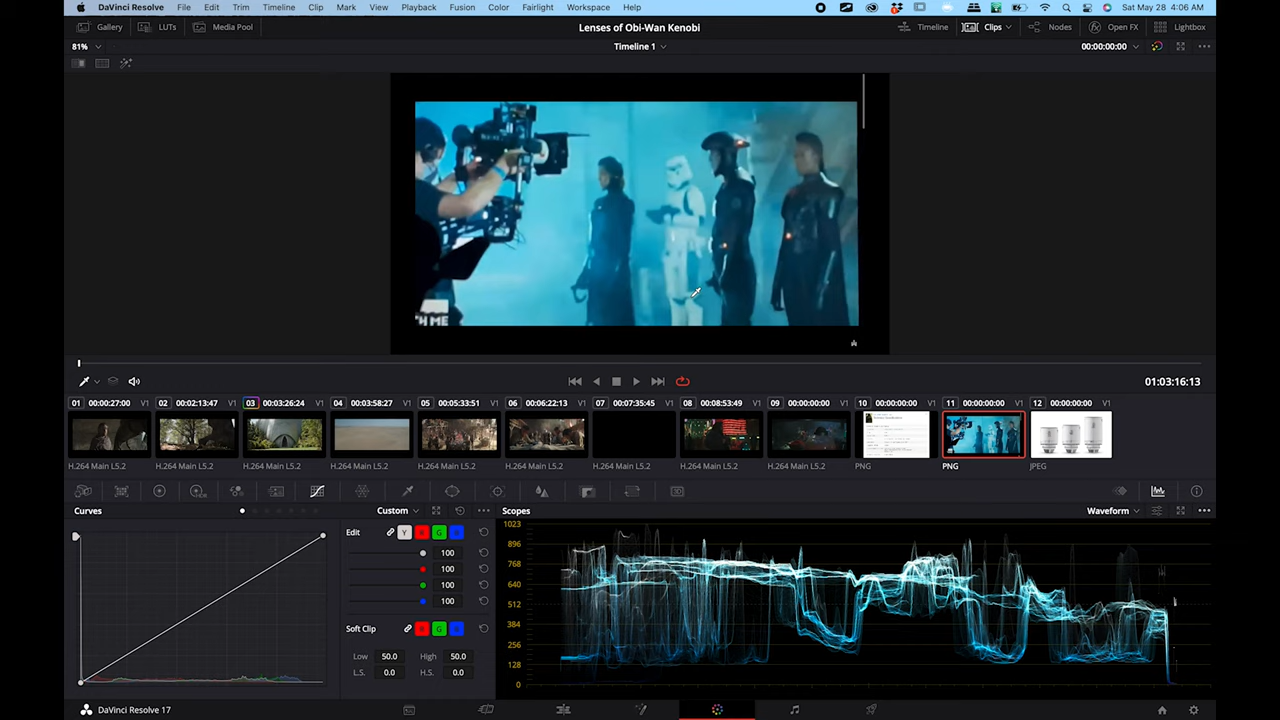 DaVinci Resolve File Edit Trim Timeline Clip Mark View Playback Fusion Color Fairlight Workspace Help Sat May 28 4:06 AM
Gallery LUTs Media Pool Lenses of Obi-Wan Kenobi Timeline Clips Nodes Open FX Lightbox
81% Timeline 1 00:00:00:00
TH ME
01:03:16:13
01 00:00:27:00 V1 02 00:02:13:47 V1 03 00:03:26:24 V1 04 00:03:58:27 V1 05 00:05:33:51 V1 06 00:06:22:13 V1 07 00:07:35:45 V1 08 00:08:53:49 V1 09 00:00:00:00 V1 10 00:00:00:00 V1 11 00:00:00:00 V1 12 00:00:00:00 V1
H.264 Main L5.2 H.264 Main L5.2 H.264 Main L5.2 H.264 Main L5.2 H.264 Main L5.2 H.264 Main L5.2 H.264 Main L5.2 H.264 Main L5.2 H.264 Main L5.2 PNG PNG JPEG
Curves Custom Scopes Waveform
Edit Y
100
100
100
100
Soft Clip
Low 50.0 High 50.0
L.S. 0.0 H.S. 0.0
1023
896
768
640
512
384
256
128
0
DaVinci Resolve 17